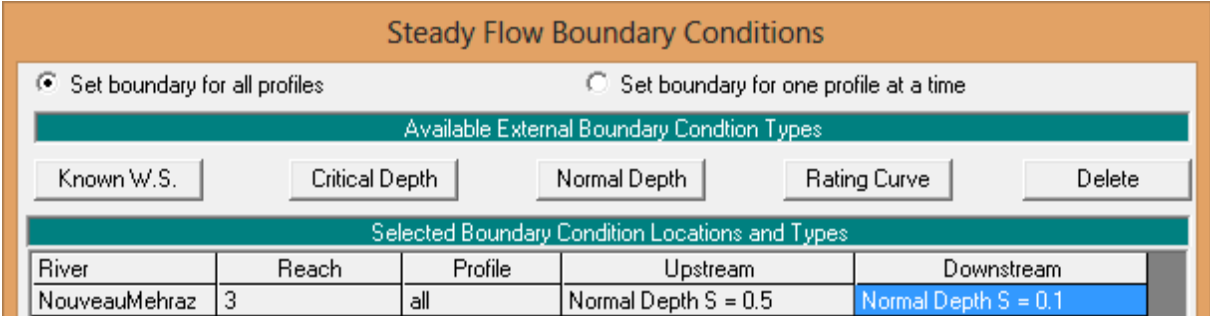 Steady Flow Boundary Conditions
Set boundary for all profiles Set boundary for one profile at a time
Available External Boundary Condtion Types
Known W.S. Critical Depth Normal Depth Rating Curve Delete
Selected Boundary Condition Locations and Types
River Reach Profile Upstream Downstream
NouveauMehraz 3 all Normal Depth S = 0.5 Normal Depth S = 0.1